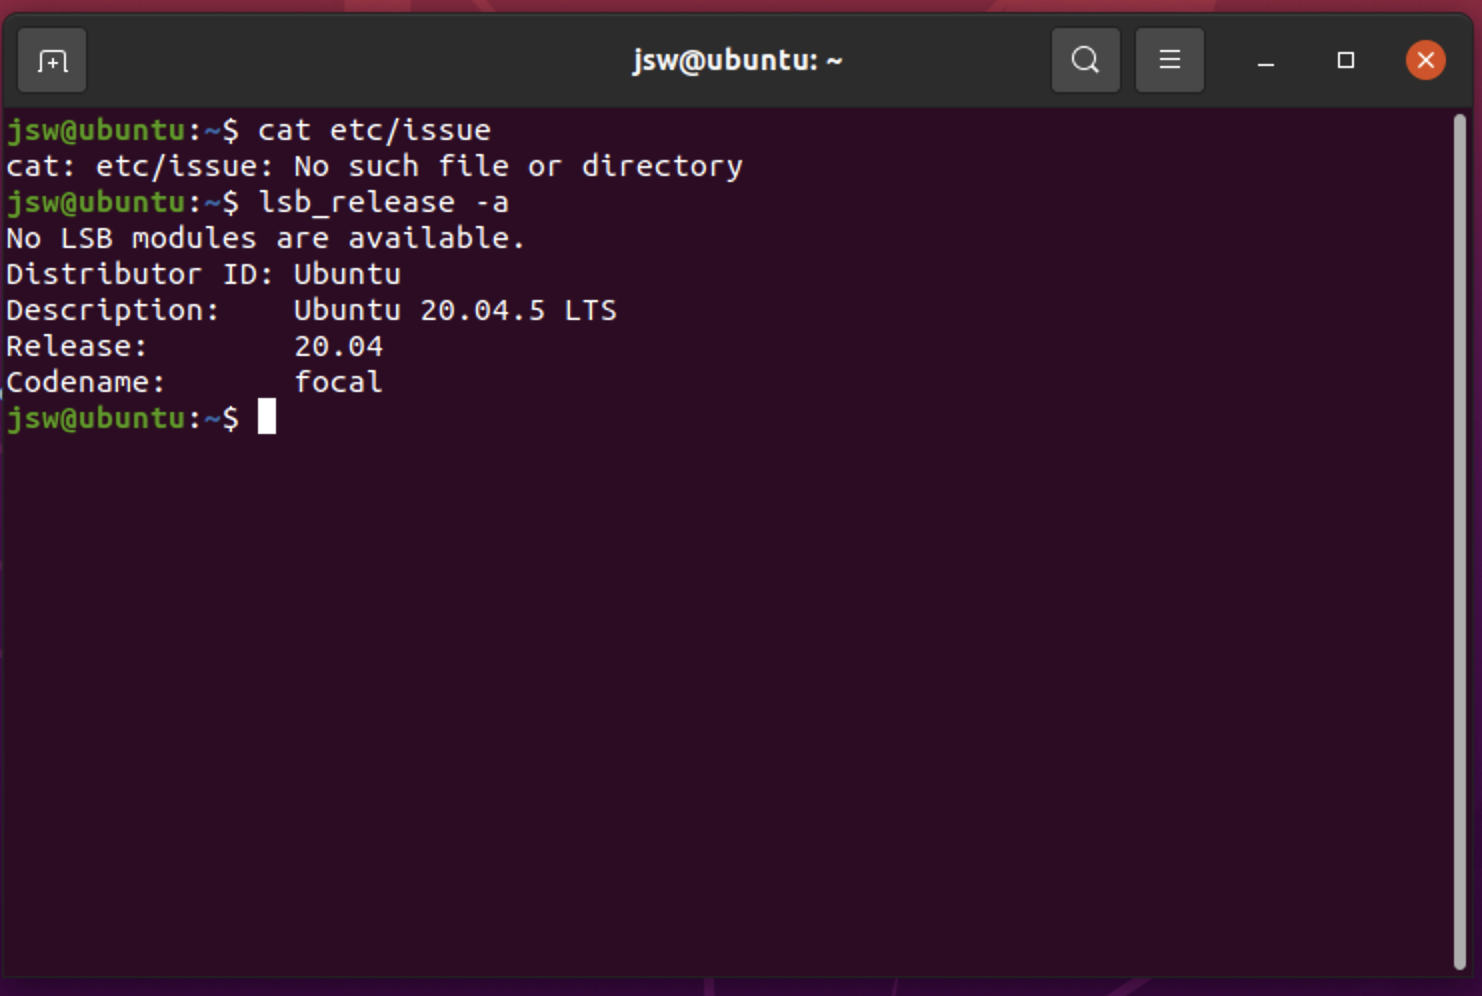 jsw@ubuntu: ~
jsw@ubuntu:~$ cat etc/issue
cat: etc/issue: No such file or directory
jsw@ubuntu:~$ lsb_release -a
No LSB modules are available.
Distributor ID: Ubuntu
Description:    Ubuntu 20.04.5 LTS
Release:        20.04
Codename:       focal
jsw@ubuntu:~$